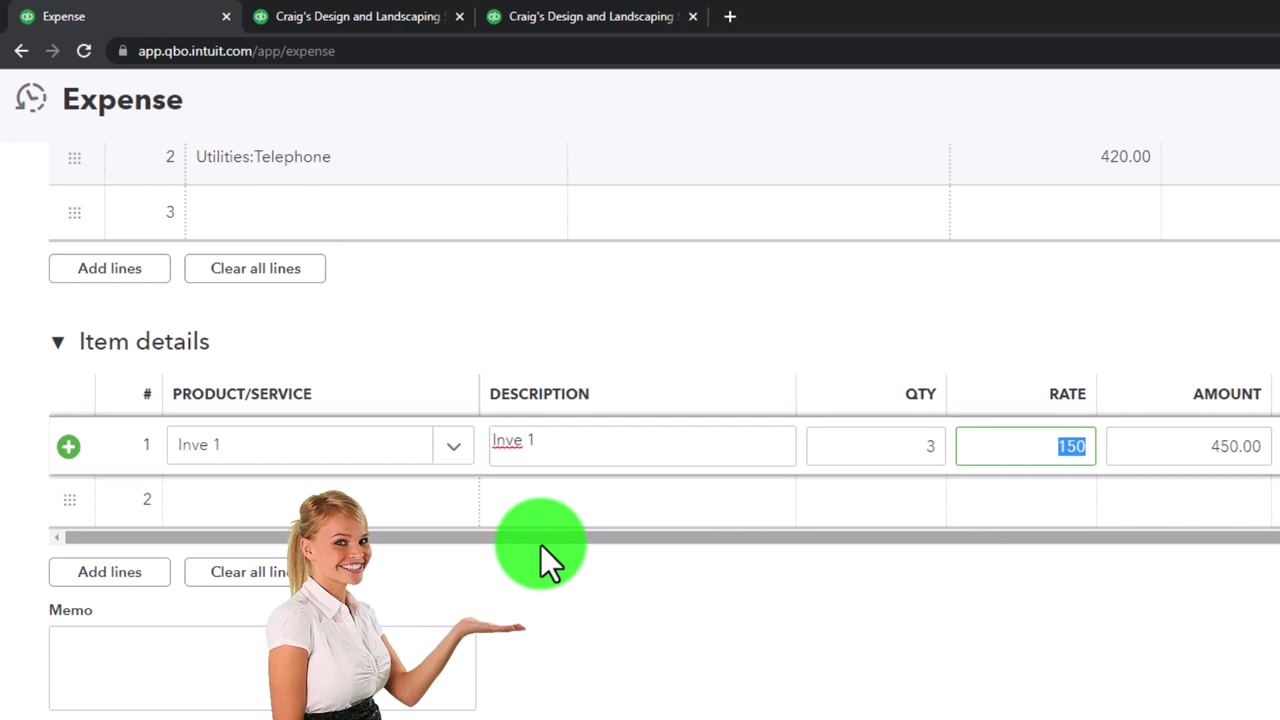 Expense
Craig's Design and Landscaping S
Craig's Design and Landscaping S
app.qbo.intuit.com/app/expense
Expense
2 Utilities:Telephone 420.00
3
Add lines Clear all lines
▼ Item details
# PRODUCT/SERVICE DESCRIPTION QTY RATE AMOUNT
1 Inve 1 Inve 1 3 150 450.00
2
Add lines Clear all line
Memo